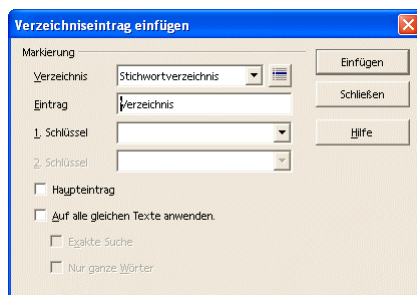 Verzeichniseintrag einfügen
Markierung
Verzeichnis Stichwortverzeichnis
Eintrag Verzeichnis
1. Schlüssel
2. Schlüssel
Haupteintrag
Auf alle gleichen Texte anwenden.
Exakte Suche
Nur ganze Wörter
Einfügen
Schließen
Hilfe